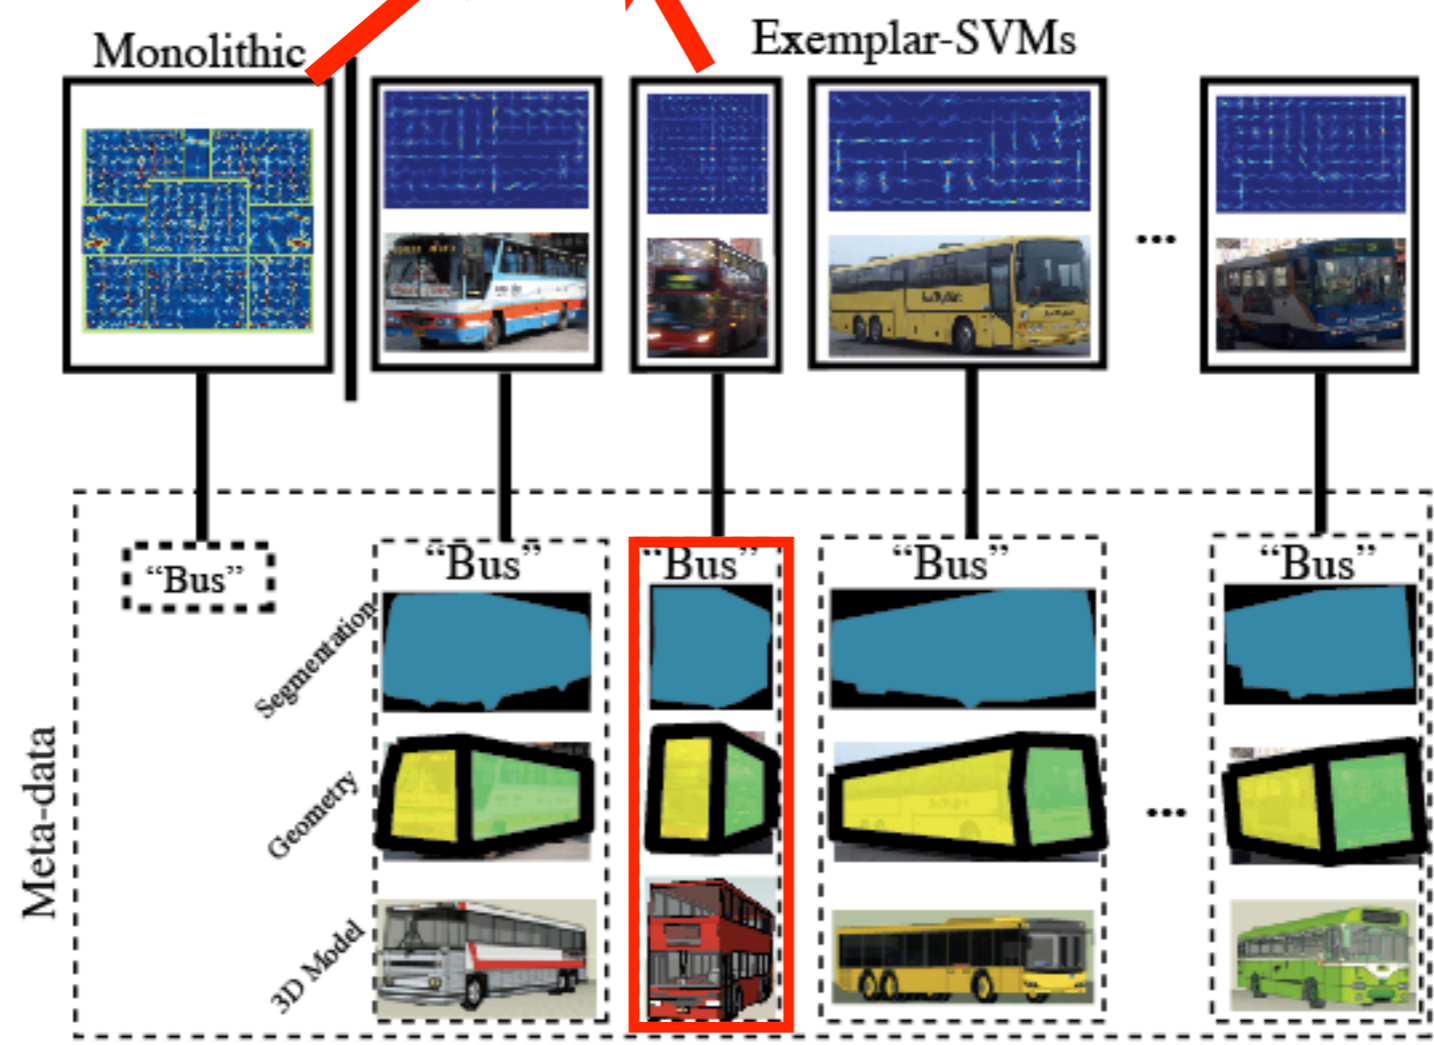 Monolithic
Exemplar-SVMs
...
“Bus”
“Bus”
“Bus”
“Bus”
“Bus”
Segmentation
Geometry
...
3D Model
Meta-data